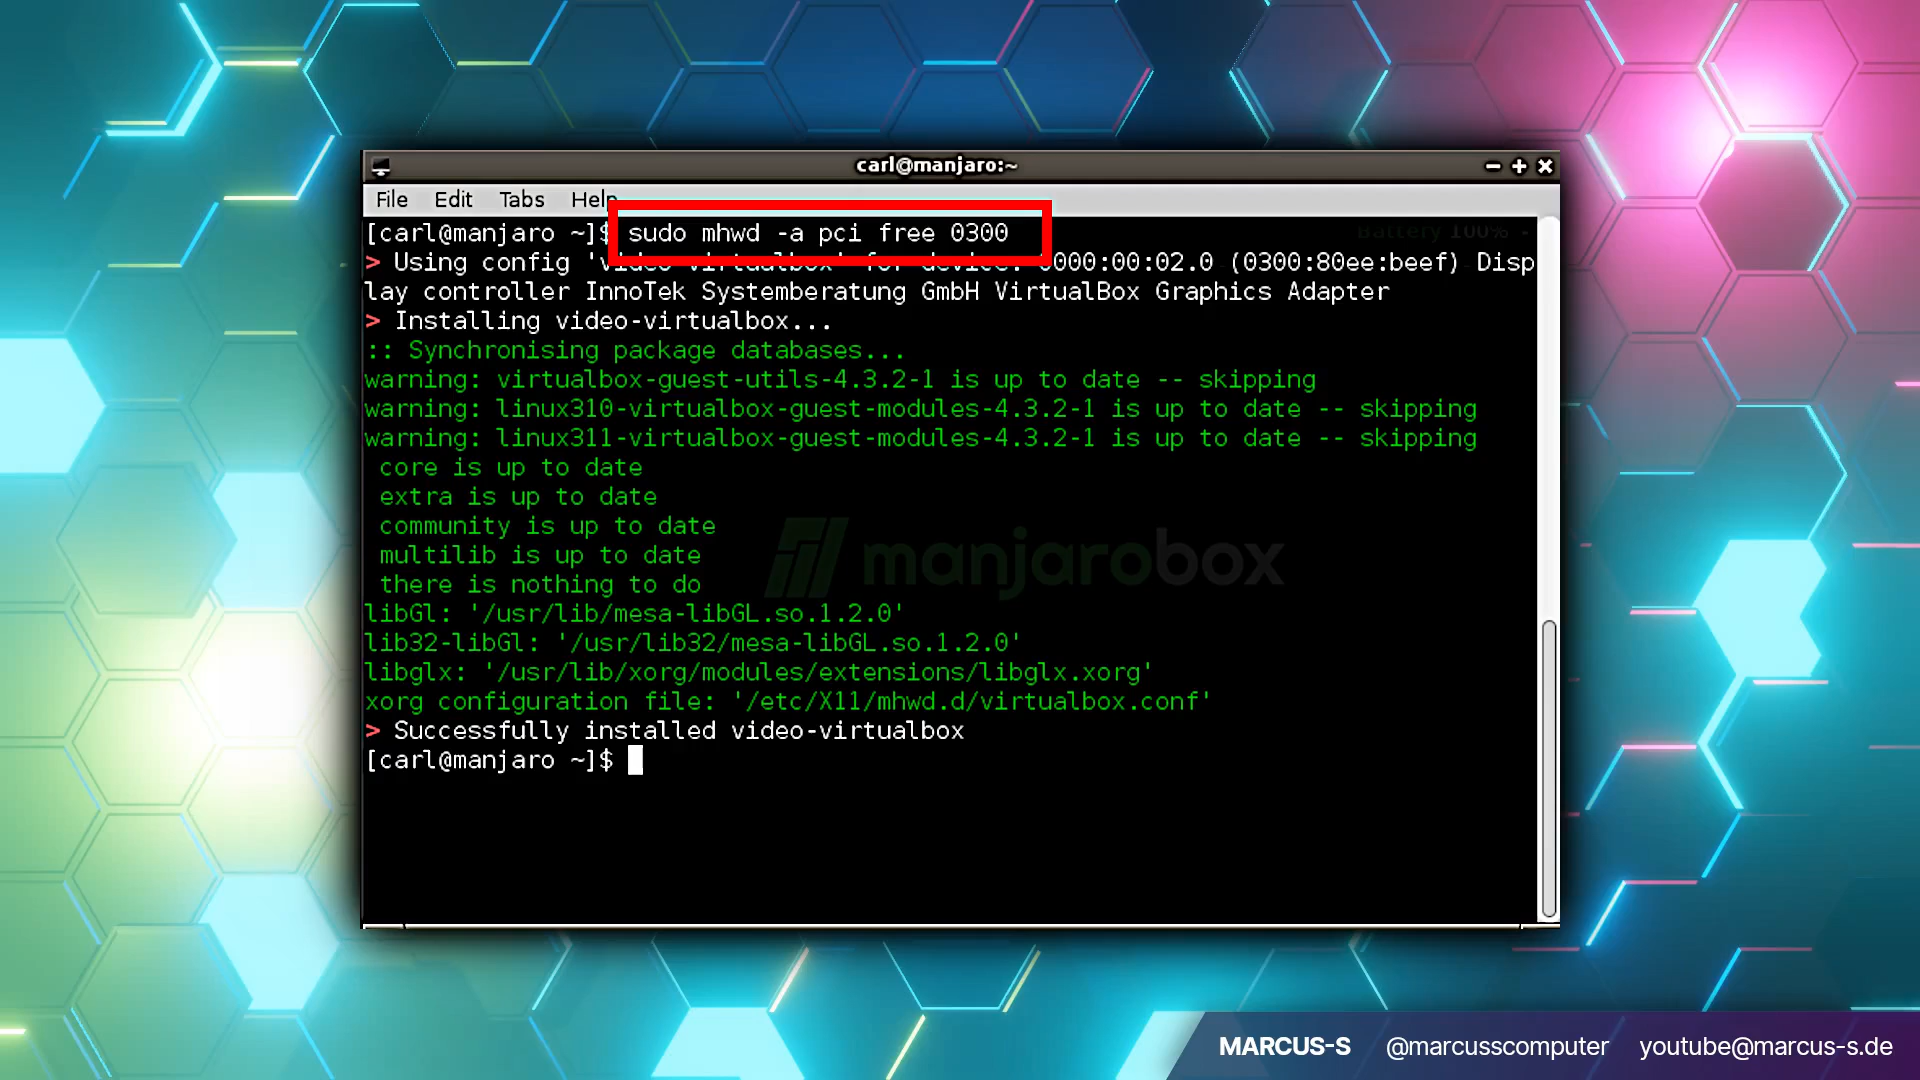 carl@manjaro:~
File Edit Tabs Help
[carl@manjaro ~]$ sudo mhwd -a pci free 0300
Battery 100% -
> Using config 'video-virtualbox' for device: 0000:00:02.0 (0300:80ee:beef) Disp
lay controller InnoTek Systemberatung GmbH VirtualBox Graphics Adapter
> Installing video-virtualbox...
:: Synchronising package databases...
warning: virtualbox-guest-utils-4.3.2-1 is up to date -- skipping
warning: linux310-virtualbox-guest-modules-4.3.2-1 is up to date -- skipping
warning: linux311-virtualbox-guest-modules-4.3.2-1 is up to date -- skipping
core is up to date
extra is up to date
community is up to date
multilib is up to date
there is nothing to do
manjarobox
libGl: '/usr/lib/mesa-libGL.so.1.2.0'
lib32-libGl: '/usr/lib32/mesa-libGL.so.1.2.0'
libglx: '/usr/lib/xorg/modules/extensions/libglx.xorg'
xorg configuration file: '/etc/X11/mhwd.d/virtualbox.conf'
> Successfully installed video-virtualbox
[carl@manjaro ~]$
MARCUS-S @marcusscomputer youtube@marcus-s.de